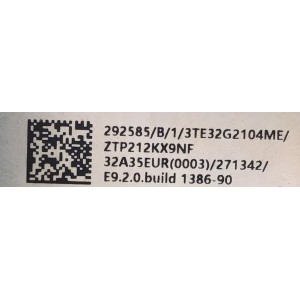 292585/B/1/3TE32G2104ME/
ZTP212KX9NF
32A35EUR(0003)/271342/
E9.2.0.build 1386-90